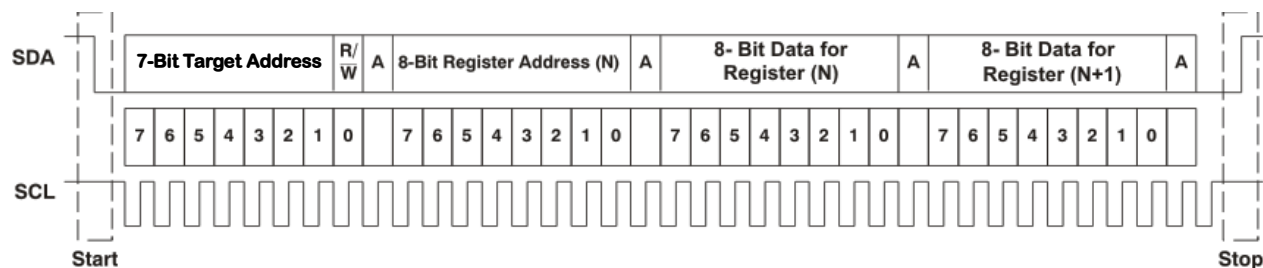 SDA
7-Bit Target Address
R/
W
A
8-Bit Register Address (N)
A
8- Bit Data for
Register (N)
A
8- Bit Data for
Register (N+1)
A
7 6 5 4 3 2 1 0 7 6 5 4 3 2 1 0 7 6 5 4 3 2 1 0 7 6 5 4 3 2 1 0
SCL
Start
Stop